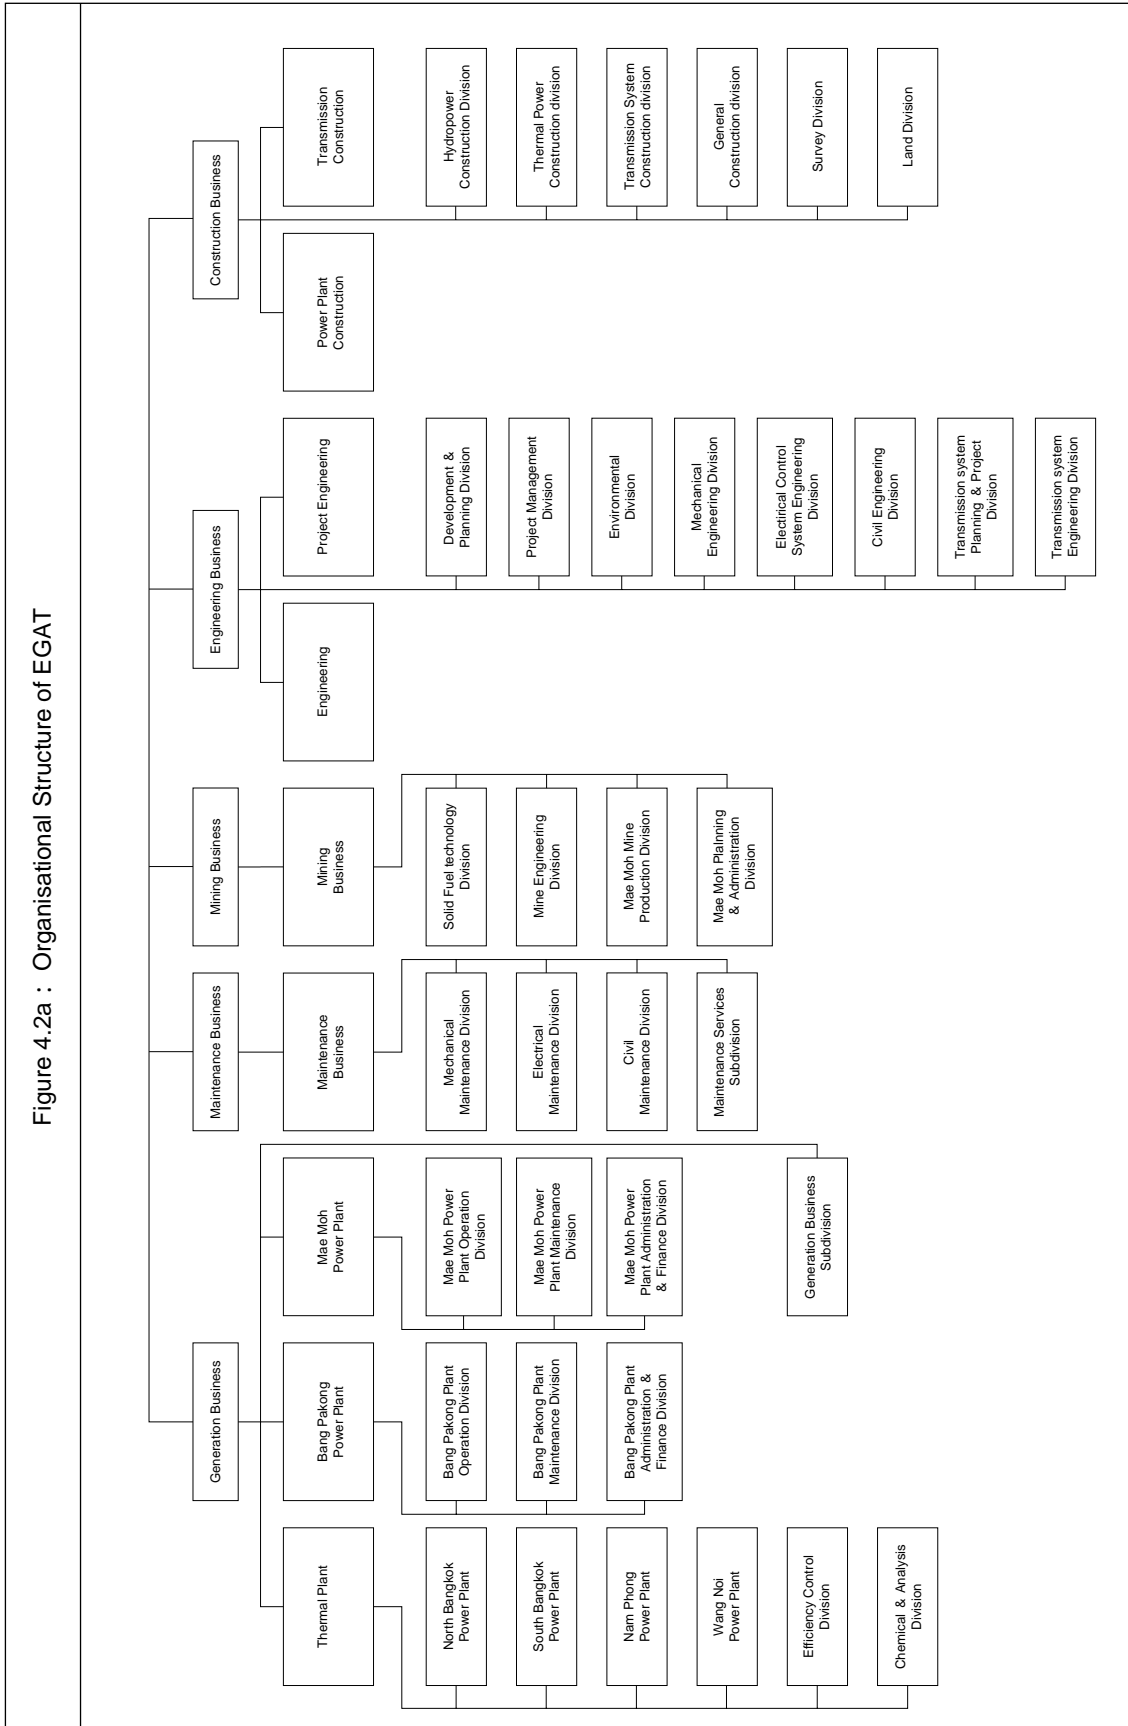 Figure 4.2a : Organisational Structure of EGAT
Generation Business
Maintenance Business
Mining Business
Engineering Business
Construction Business
Thermal Plant
Bang Pakong
Power Plant
Mae Moh
Power Plant
Maintenance
Business
Mining
Business
Engineering
Project Engineering
Power Plant
Construction
Transmission
Construction
North Bangkok
Power Plant
South Bangkok
Power Plant
Nam Phong
Power Plant
Wang Noi
Power Plant
Efficiency Control
Division
Chemical & Analysis
Division
Bang Pakong Plant
Operation Division
Bang Pakong Plant
Maintenance Division
Bang Pakong Plant
Administration &
Finance Division
Mae Moh Power
Plant Operation
Division
Mae Moh Power
Plant Maintenance
Division
Mae Moh Power
Plant Administration
& Finance Division
Generation Business
Subdivision
Mechanical
Maintenance Division
Electrical
Maintenance Division
Civil
Maintenance Division
Maintenance Services
Subdivision
Solid Fuel technology
Division
Mine Engineering
Division
Mae Moh Mine
Production Division
Mae Moh Plalnning
& Administration
Division
Development &
Planning Division
Project Management
Division
Environmental
Division
Mechanical
Engineering Division
Electirical Control
System Engineering
Division
Civil Engineering
Division
Transmission system
Planning & Project
Division
Transmission system
Engineering Division
Hydropower
Construction Division
Thermal Power
Construction division
Transmission System
Construction division
General
Construction division
Survey Division
Land Division